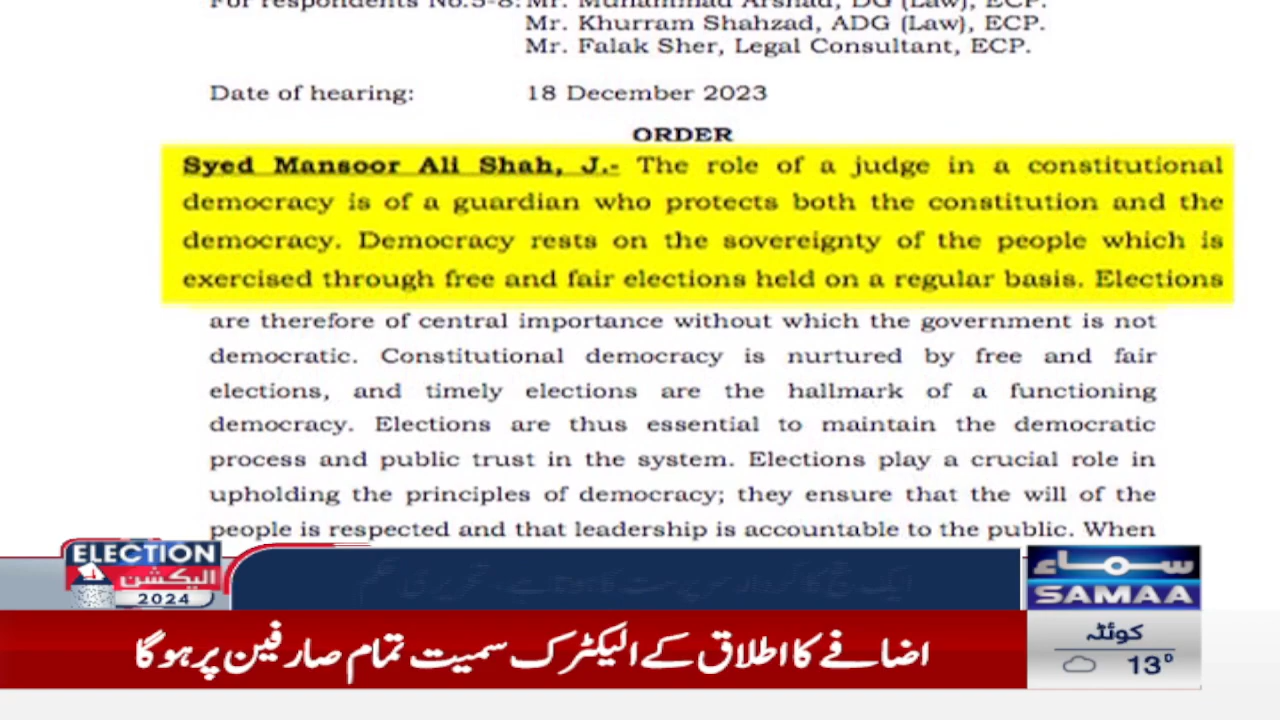 For respondents No.5-8: Mr. Muhammad Arshad, DG (Law), ECP.
Mr. Khurram Shahzad, ADG (Law), ECP.
Mr. Falak Sher, Legal Consultant, ECP.
Date of hearing: 18 December 2023
ORDER
Syed Mansoor Ali Shah, J.- The role of a judge in a constitutional
democracy is of a guardian who protects both the constitution and the
democracy. Democracy rests on the sovereignty of the people which is
exercised through free and fair elections held on a regular basis. Elections
are therefore of central importance without which the government is not
democratic. Constitutional democracy is nurtured by free and fair
elections, and timely elections are the hallmark of a functioning
democracy. Elections are thus essential to maintain the democratic
process and public trust in the system. Elections play a crucial role in
upholding the principles of democracy; they ensure that the will of the
people is respected and that leadership is accountable to the public. When
ELECTION
الیکشن
2024
سماء
SAMAA
اضافے کا اطلاق کے الیکٹرک سمیت تمام صارفین پر ہوگا
کوئٹہ
13°